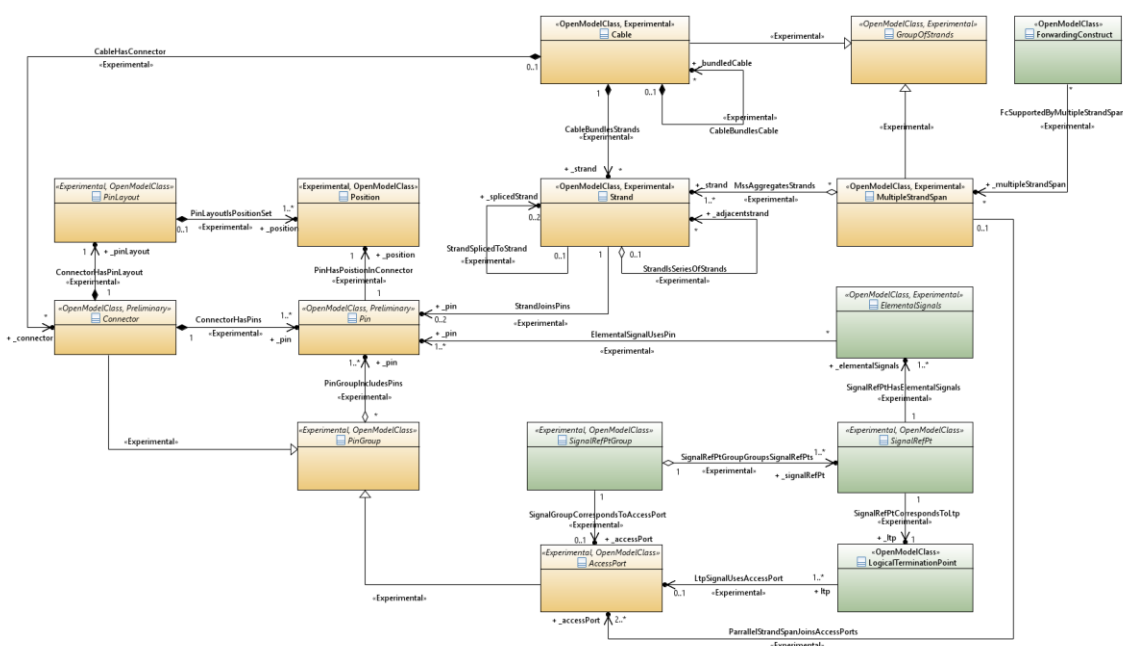 «OpenModelClass, Experimental»
Cable
«OpenModelClass, Experimental»
GroupOfStrands
«OpenModelClass»
ForwardingConstruct
CableHasConnector
«Experimental»
0..1
«Experimental»
+ _bundledCable
*
1
0..1
«Experimental»
CableBundlesCable
CableBundlesStrands
«Experimental»
«Experimental»
*
FcSupportedByMultipleStrandSpan
«Experimental»
+ _strand
*
+ _multipleStrandSpan
*
«Experimental, OpenModelClass»
PinLayout
«Experimental, OpenModelClass»
Position
PinLayoutIsPositionSet
«Experimental»
0..1
1..*
+ _position
«OpenModelClass, Experimental»
Strand
«OpenModelClass, Experimental»
MultipleStrandSpan
+ _strand
MssAggregatesStrands
*
1..*
«Experimental»
+ _splicedStrand
0..2
+ _adjacentstrand
*
StrandSplicedToStrand
«Experimental»
0..1
1
0..1
StrandIsSeriesOfStrands
«Experimental»
0..1
1
+ _pinLayout
ConnectorHasPinLayout
«Experimental»
1
1
+ _position
PinHasPoistionInConnector
«Experimental»
1
«OpenModelClass, Preliminary»
Connector
«OpenModelClass, Preliminary»
Pin
«OpenModelClass, Experimental»
ElementalSignals
*
+ _connector
ConnectorHasPins
1
«Experimental»
1..*
+ _pin
+ _pin
StrandJoinsPins
0..2
«Experimental»
+ _pin
ElementalSignalUsesPin
*
1..*
«Experimental»
1..*
+ _pin
PinGroupIncludesPins
«Experimental»
*
+ _elementalSignals
1..*
SignalRefPtHasElementalSignals
«Experimental»
1
«Experimental»
«Experimental, OpenModelClass»
PinGroup
«Experimental, OpenModelClass»
SignalRefPtGroup
«Experimental, OpenModelClass»
SignalRefPt
SignalRefPtGroupGroupsSignalRefPts
1..*
1
«Experimental»
+ _signalRefPt
1
SignalGroupCorrespondsToAccessPort
«Experimental»
0..1
+ _accessPort
1
SignalRefPtCorrespondsToLtp
«Experimental»
+ _ltp
1
«Experimental, OpenModelClass»
AccessPort
«OpenModelClass»
LogicalTerminationPoint
LtpSignalUsesAccessPort
1..*
0..1
«Experimental»
+ ltp
«Experimental»
+ _accessPort
2..*
ParrallelStrandSpanJoinsAccessPorts
«Experimental»